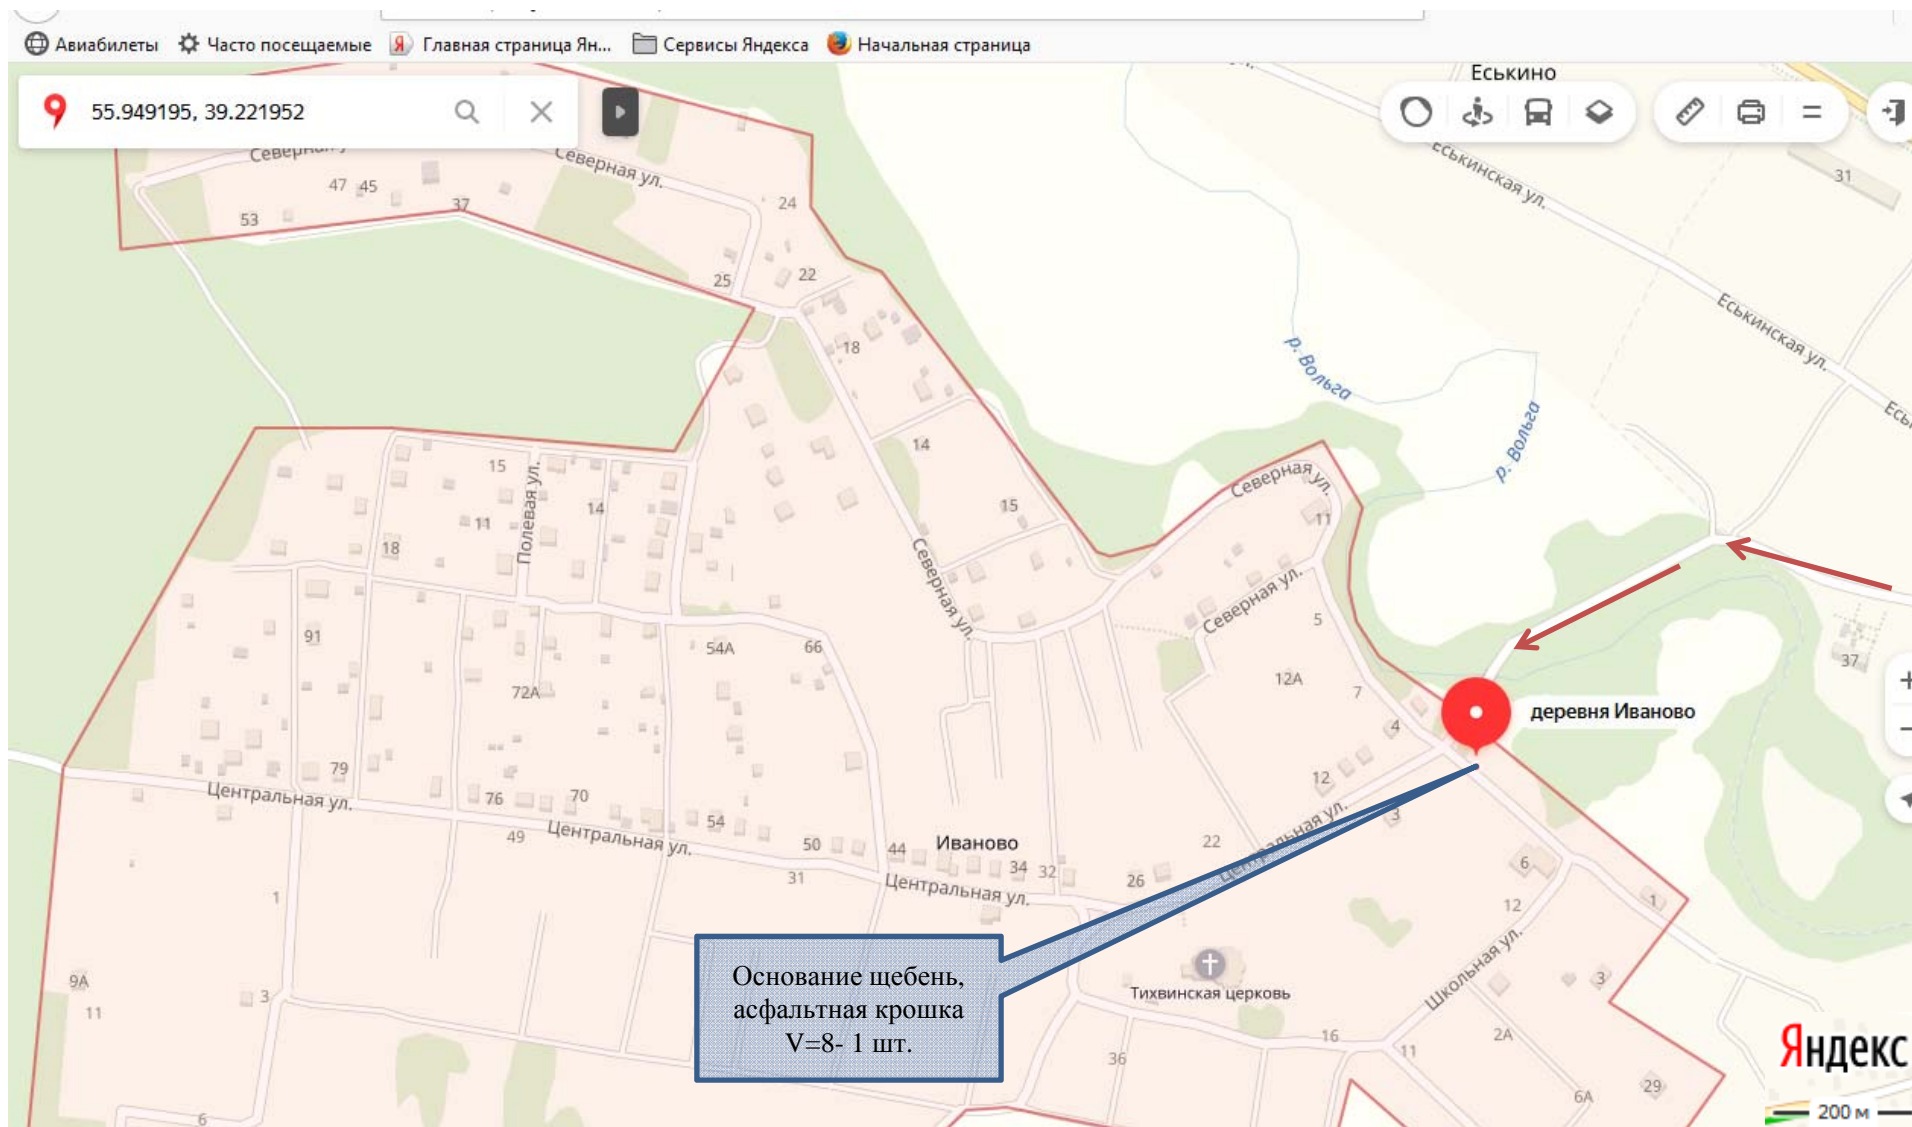 Авиабилеты Часто посещаемые Главная страница Ян... Сервисы Яндекса Начальная страница
Еськино
55.949195, 39.221952
Северная ул.
Еськинская ул.
31
47
45
37
53
24
25
22
Еськинская ул.
18
р. Вольга
р. Вольга
14
15
Полевая ул.
14
11
18
15
Северная ул.
11
Северная ул.
Северная ул.
5
91
54А
66
12А
7
37
72А
4
деревня Иваново
79
Центральная ул.
76
70
54
49
Центральная ул.
50
44
Иваново
34
32
31
Центральная ул.
26
22
12
Центральная ул.
3
6
1
12
1
Школьная ул.
3
9А
11
3
Основание щебень,
асфальтная крошка
V=8- 1 шт.
Тихвинская церковь
16
11
2А
36
6А
29
6
Яндекс
200 м